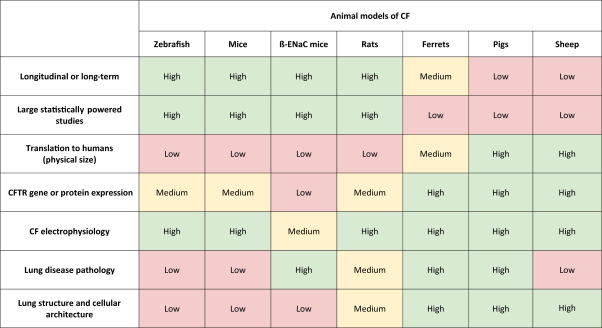 Animal models of CF
Zebrafish Mice ß-ENaC mice Rats Ferrets Pigs Sheep
Longitudinal or long-term High High High High Medium Low Low
Large statistically powered
studies High High High High Low Low Low
Translation to humans
(physical size) Low Low Low Low Medium High High
CFTR gene or protein expression Medium Medium Low Medium High High High
CF electrophysiology High High Medium High High High High
Lung disease pathology Low Low High Medium High High Low
Lung structure and cellular
architecture Low Low Low Medium High High High